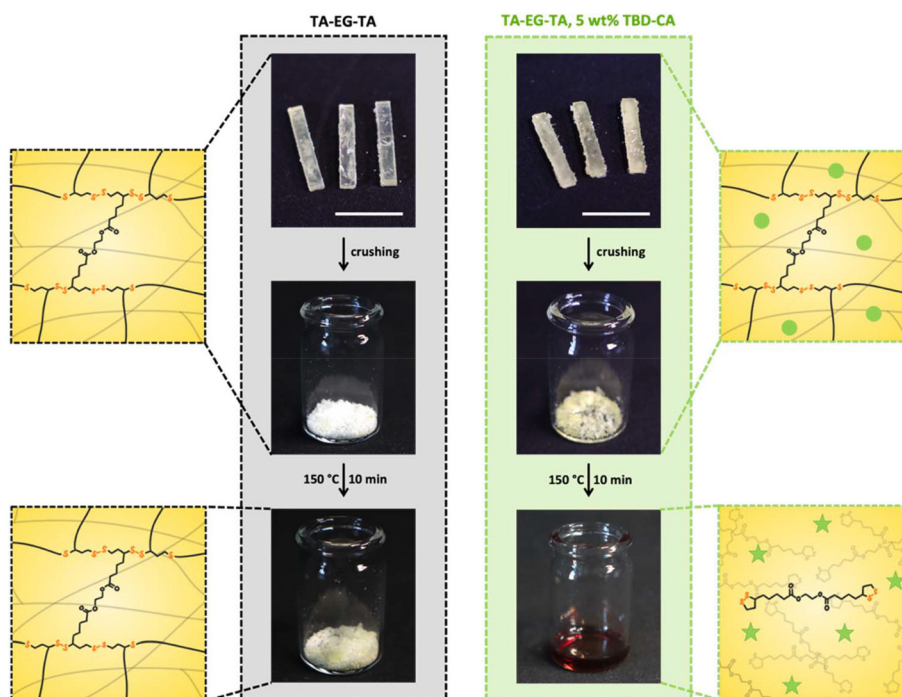 TA-EG-TA
TA-EG-TA, 5 wt% TBD-CA
crushing
crushing
150 °C 10 min
150 °C 10 min